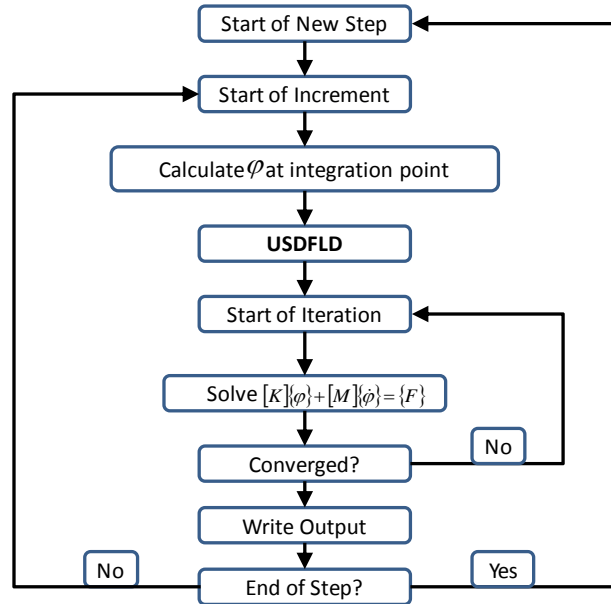 Start of New Step
Start of Increment
Calculate φ at integration point
USDFLD
Start of Iteration
Solve [K]{φ}+[M]{φ̇}={F}
No
Converged?
Write Output
No
Yes
End of Step?